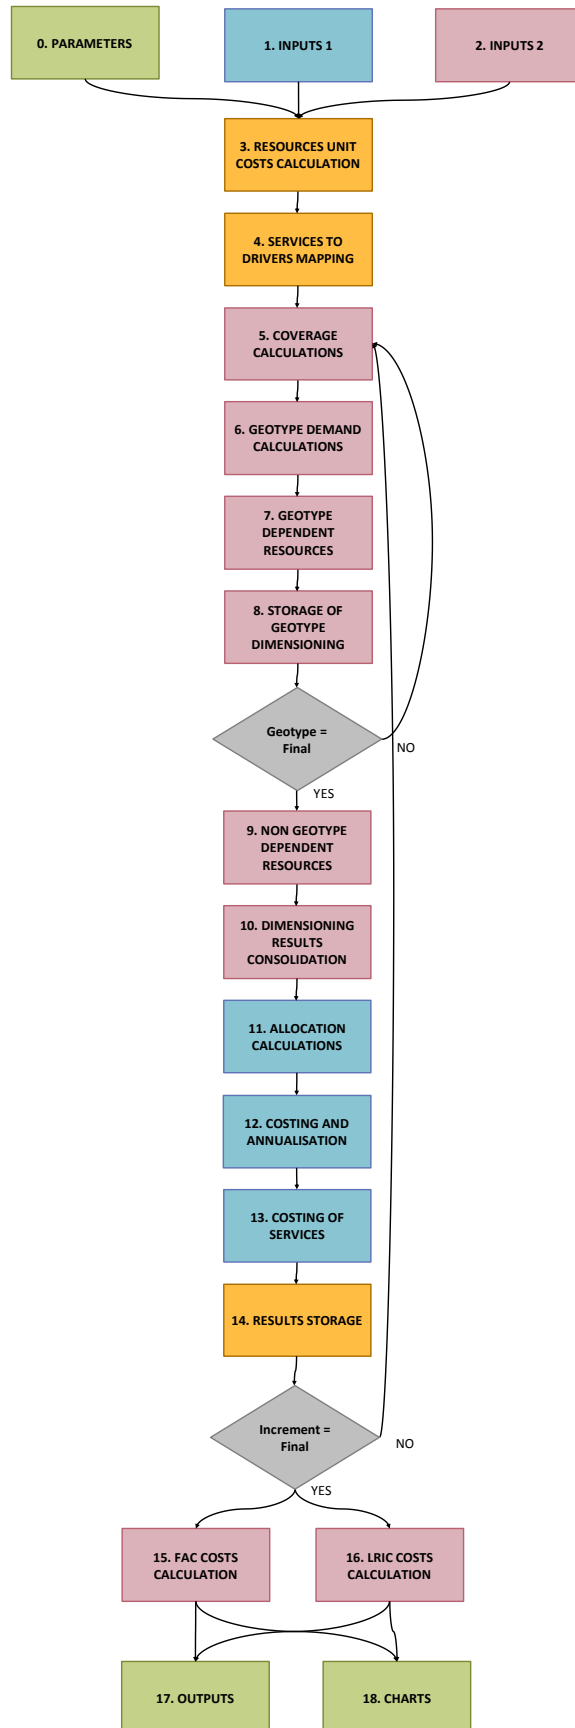 0. PARAMETERS
1. INPUTS 1
2. INPUTS 2
3. RESOURCES UNIT
COSTS CALCULATION
4. SERVICES TO
DRIVERS MAPPING
5. COVERAGE
CALCULATIONS
6. GEOTYPE DEMAND
CALCULATIONS
7. GEOTYPE
DEPENDENT
RESOURCES
8. STORAGE OF
GEOTYPE
DIMENSIONING
Geotype =
Final
NO
YES
9. NON GEOTYPE
DEPENDENT
RESOURCES
10. DIMENSIONING
RESULTS
CONSOLIDATION
11. ALLOCATION
CALCULATIONS
12. COSTING AND
ANNUALISATION
13. COSTING OF
SERVICES
14. RESULTS STORAGE
Increment =
Final
NO
YES
15. FAC COSTS
CALCULATION
16. LRIC COSTS
CALCULATION
17. OUTPUTS
18. CHARTS